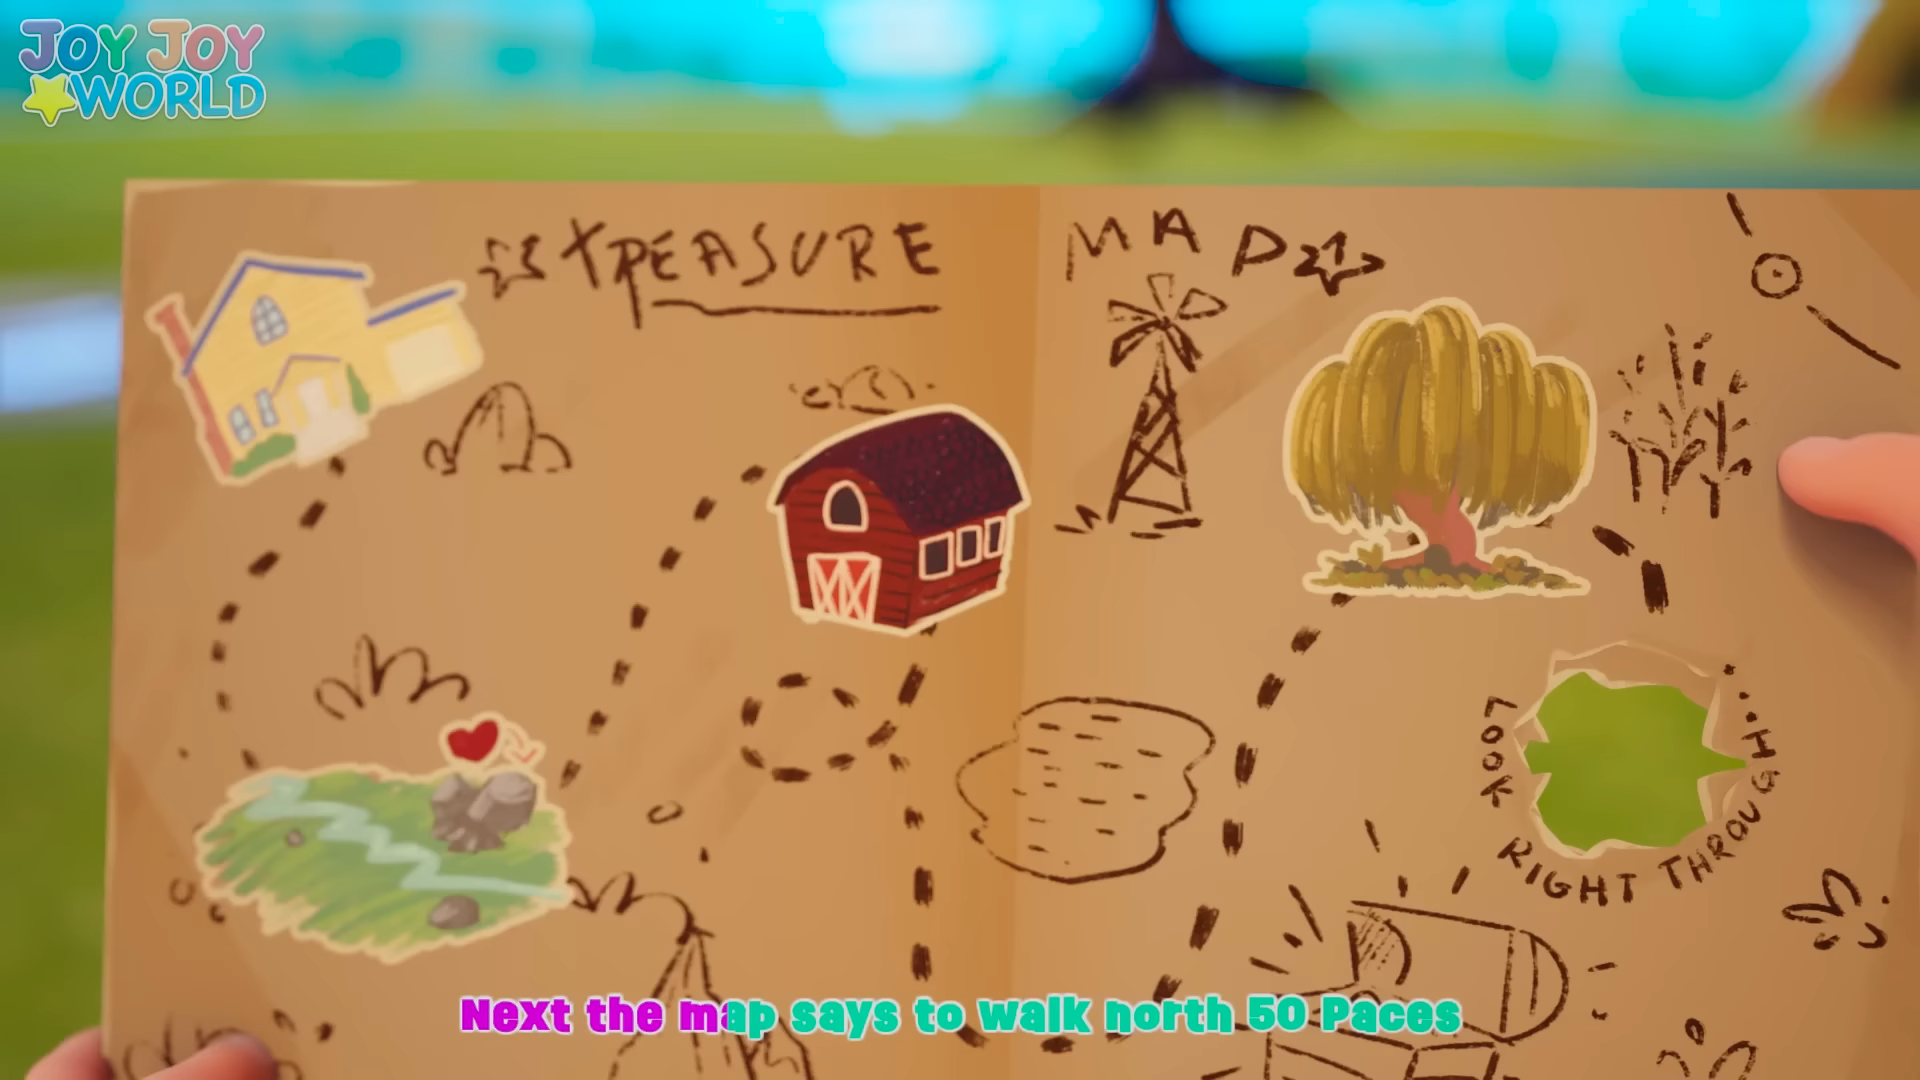 JOY JOY
WORLD
TREASURE MAP
LOOK RIGHT THROUGH
Next the map says to walk north 50 Paces